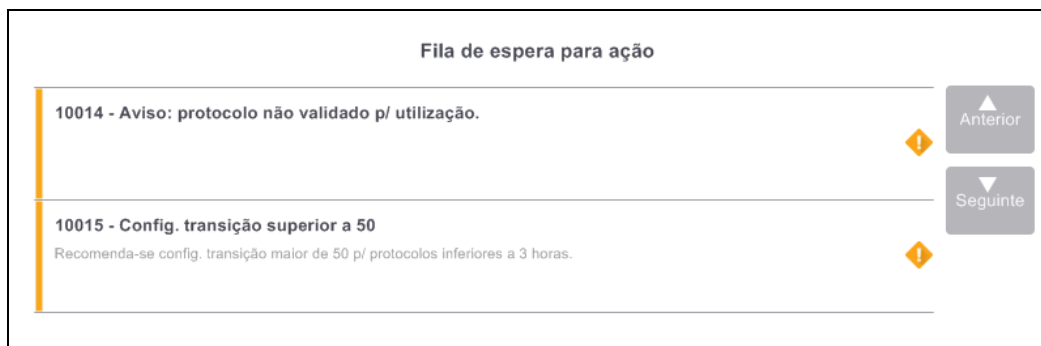 Fila de espera para ação
10014 - Aviso: protocolo não validado p/ utilização.
Anterior
Seguinte
10015 - Config. transição superior a 50
Recomenda-se config. transição maior de 50 p/ protocolos inferiores a 3 horas.